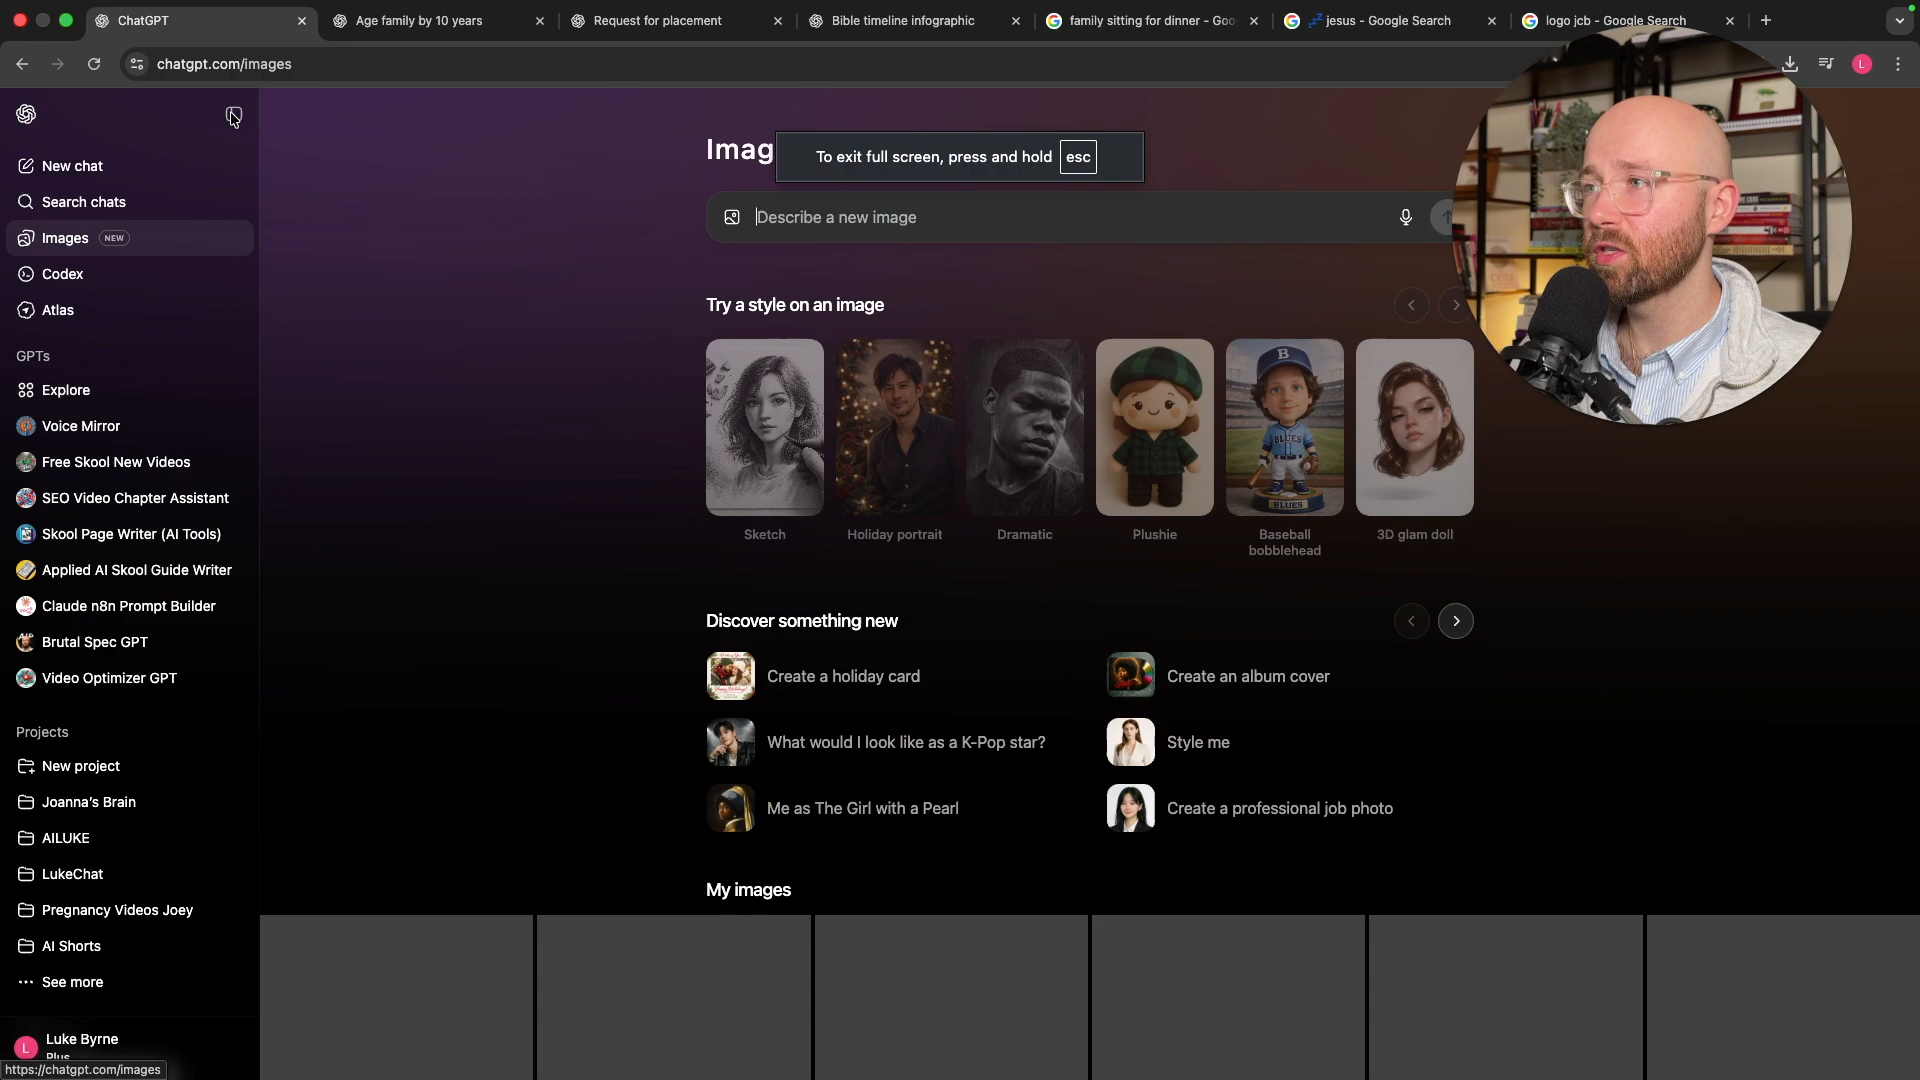 ChatGPT
Age family by 10 years
Request for placement
Bible timeline infographic
family sitting for dinner - Goo
💤 jesus - Google Search
logo jcb - Google Search
chatgpt.com/images
L
New chat
Search chats
Images NEW
Codex
Atlas
GPTs
Explore
Voice Mirror
Free Skool New Videos
SEO Video Chapter Assistant
Skool Page Writer (AI Tools)
Applied AI Skool Guide Writer
Claude n8n Prompt Builder
Brutal Spec GPT
Video Optimizer GPT
Projects
New project
Joanna's Brain
AILUKE
LukeChat
Pregnancy Videos Joey
AI Shorts
See more
L
Luke Byrne
Plus
https://chatgpt.com/images
Imag
To exit full screen, press and hold esc
Describe a new image
Try a style on an image
B
BLUES
BLUES
Sketch
Holiday portrait
Dramatic
Plushie
Baseball
bobblehead
3D glam doll
Discover something new
Create a holiday card
Create an album cover
What would I look like as a K-Pop star?
Style me
Me as The Girl with a Pearl
Create a professional job photo
My images